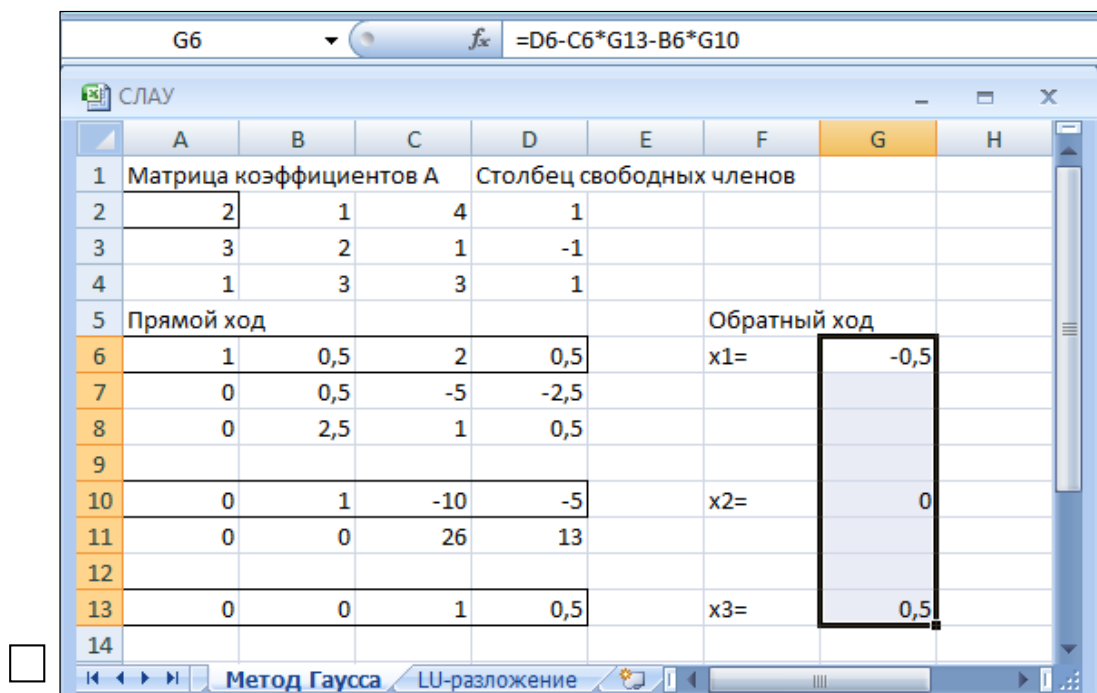 G6 fx =D6-C6*G13-B6*G10
СЛАУ
A B C D E F G H
1 Матрица коэффициентов A Столбец свободных членов
2 2 1 4 1
3 3 2 1 -1
4 1 3 3 1
5 Прямой ход Обратный ход
6 1 0,5 2 0,5 x1= -0,5
7 0 0,5 -5 -2,5
8 0 2,5 1 0,5
9
10 0 1 -10 -5 x2= 0
11 0 0 26 13
12
13 0 0 1 0,5 x3= 0,5
14
Метод Гаусса LU-разложение